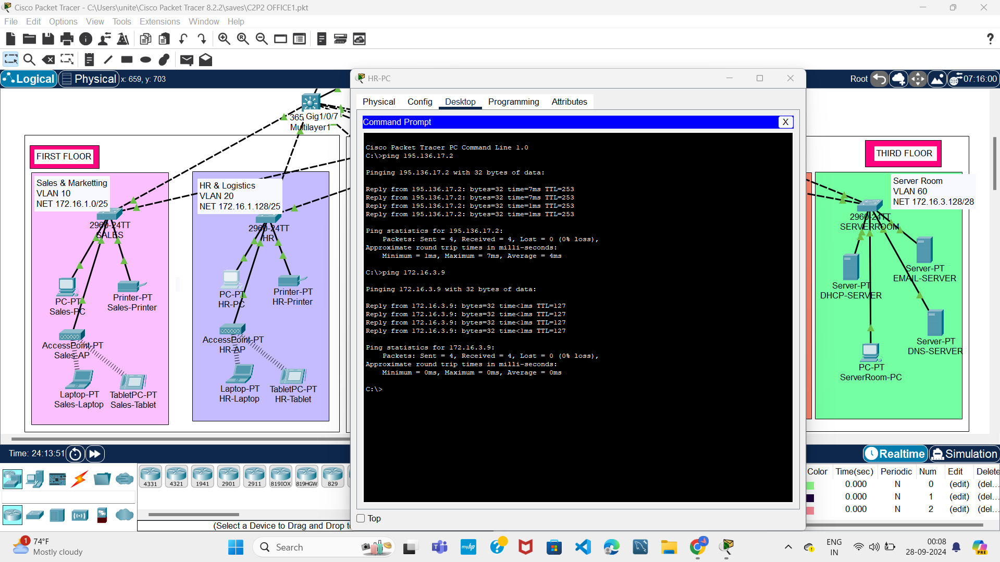 Cisco Packet Tracer - C:\Users\unite\Cisco Packet Tracer 8.2.2\saves\C2P2 OFFICE1.pkt
File Edit Options View Tools Extensions Window Help
Logical Physical x: 659, y: 703
Root 07:16:00
365 Gig1/0/7
Multilayer1
FIRST FLOOR
Sales & Marketting
VLAN 10
NET 172.16.1.0/25
2960-24TT
SALES
PC-PT
Sales-PC
Printer-PT
Sales-Printer
AccessPoint-PT
Sales-AP
Laptop-PT
Sales-Laptop
TabletPC-PT
Sales-Tablet
HR & Logistics
VLAN 20
NET 172.16.1.128/25
2960-24TT
HR
PC-PT
HR-PC
Printer-PT
HR-Printer
AccessPoint-PT
HR-AP
Laptop-PT
HR-Laptop
TabletPC-PT
HR-Tablet
HR-PC
Physical Config Desktop Programming Attributes
Command Prompt X
Cisco Packet Tracer PC Command Line 1.0
C:\>ping 195.136.17.2
Pinging 195.136.17.2 with 32 bytes of data:
Reply from 195.136.17.2: bytes=32 time=7ms TTL=253
Reply from 195.136.17.2: bytes=32 time=7ms TTL=253
Reply from 195.136.17.2: bytes=32 time=1ms TTL=253
Reply from 195.136.17.2: bytes=32 time=1ms TTL=253
Ping statistics for 195.136.17.2:
Packets: Sent = 4, Received = 4, Lost = 0 (0% loss),
Approximate round trip times in milli-seconds:
Minimum = 1ms, Maximum = 7ms, Average = 4ms
C:\>ping 172.16.3.9
Pinging 172.16.3.9 with 32 bytes of data:
Reply from 172.16.3.9: bytes=32 time<1ms TTL=127
Reply from 172.16.3.9: bytes=32 time<1ms TTL=127
Reply from 172.16.3.9: bytes=32 time<1ms TTL=127
Reply from 172.16.3.9: bytes=32 time<1ms TTL=127
Ping statistics for 172.16.3.9:
Packets: Sent = 4, Received = 4, Lost = 0 (0% loss),
Approximate round trip times in milli-seconds:
Minimum = 0ms, Maximum = 0ms, Average = 0ms
C:\>
Top
THIRD FLOOR
Server Room
VLAN 60
NET 172.16.3.128/28
2960-24TT
SERVERROOM
Server-PT
EMAIL-SERVER
Server-PT
DHCP-SERVER
Server-PT
DNS-SERVER
PC-PT
ServerRoom-PC
Time: 24:13:51
Realtime Simulation
4331 4321 1941 2901 2911 819IOX 819HGW 829
(Select a Device to Drag and Drop t
Color Time(sec) Periodic Num Edit Delete
0.000 N 0 (edit) (del...
0.000 N 1 (edit) (del...
0.000 N 2 (edit) (del...
1
74°F
Mostly cloudy
Search
myhp
ENG
IN
00:08
28-09-2024
PRE